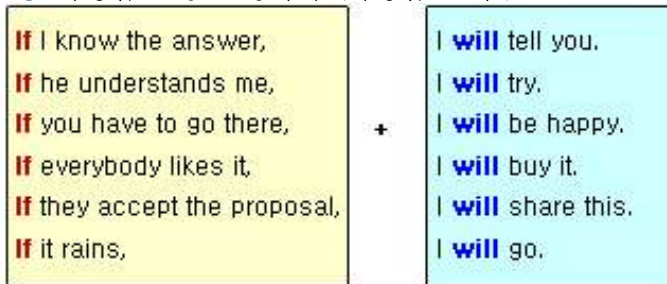 If I know the answer,
If he understands me,
If you have to go there,
If everybody likes it,
If they accept the proposal,
If it rains,
+
I will tell you.
I will try.
I will be happy.
I will buy it.
I will share this.
I will go.